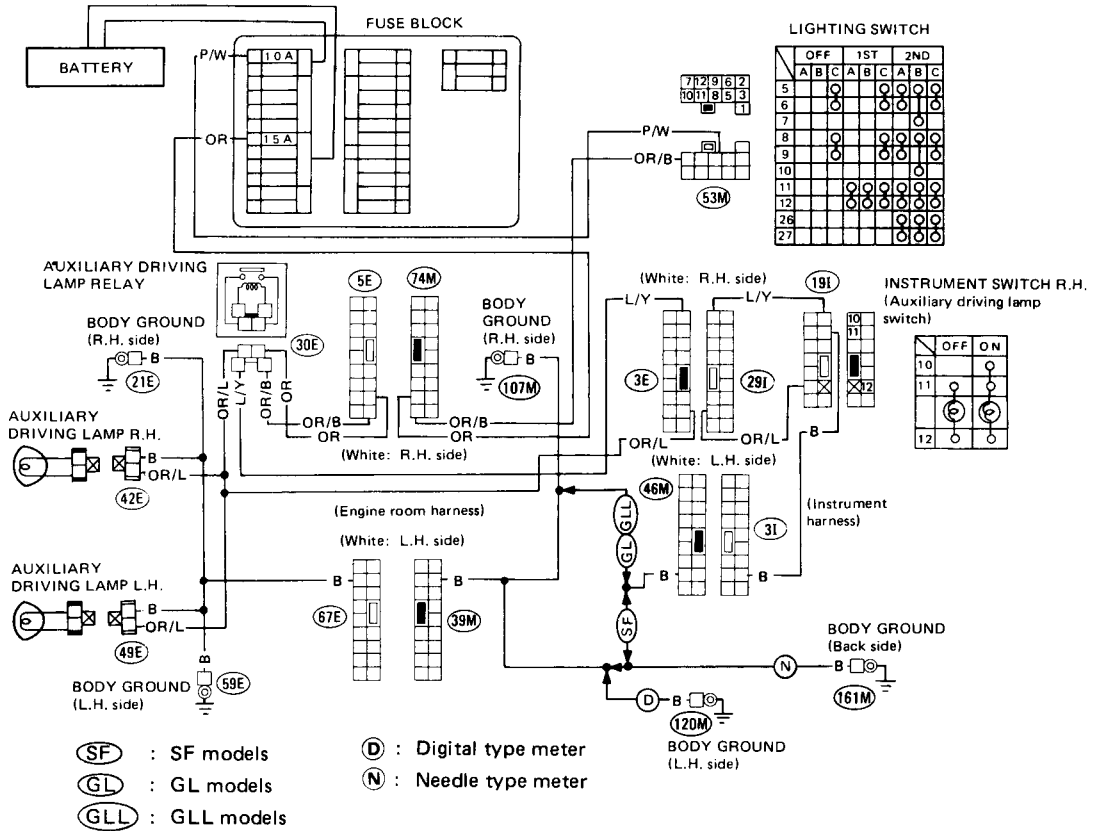 FUSE BLOCK
LIGHTING SWITCH
BATTERY
P/W
10A
OR
15A
7 12 9 6 2
10 11 8 5 3
1
P/W
OR/B
53M
OFF 1ST 2ND
A B C A B C A B C
5
6
7
8
9
10
11
12
26
27
AUXILIARY DRIVING
LAMP RELAY
5E
74M
(White: R.H. side)
19I
INSTRUMENT SWITCH R.H.
(Auxiliary driving lamp
switch)
L/Y
L/Y
BODY GROUND
(R.H. side)
B
21E
30E
BODY
GROUND
(R.H. side)
B
107M
3E
29I
10
11
12
OFF ON
10
11
12
OR/L
L/Y
OR/B
OR
OR/B
OR
OR/B
OR
OR/L
OR/L
B
(White: R.H. side)
(White: L.H. side)
AUXILIARY
DRIVING LAMP R.H.
B
OR/L
42E
46M
3I
(Instrument
harness)
(Engine room harness)
(White: L.H. side)
GLL
GL
SF
B
B
AUXILIARY
DRIVING LAMP L.H.
B
OR/L
49E
B
67E
39M
B
B
59E
BODY GROUND
(L.H. side)
BODY GROUND
(Back side)
N
B
161M
D
B
120M
BODY GROUND
(L.H. side)
SF : SF models
GL : GL models
GLL : GLL models
D : Digital type meter
N : Needle type meter